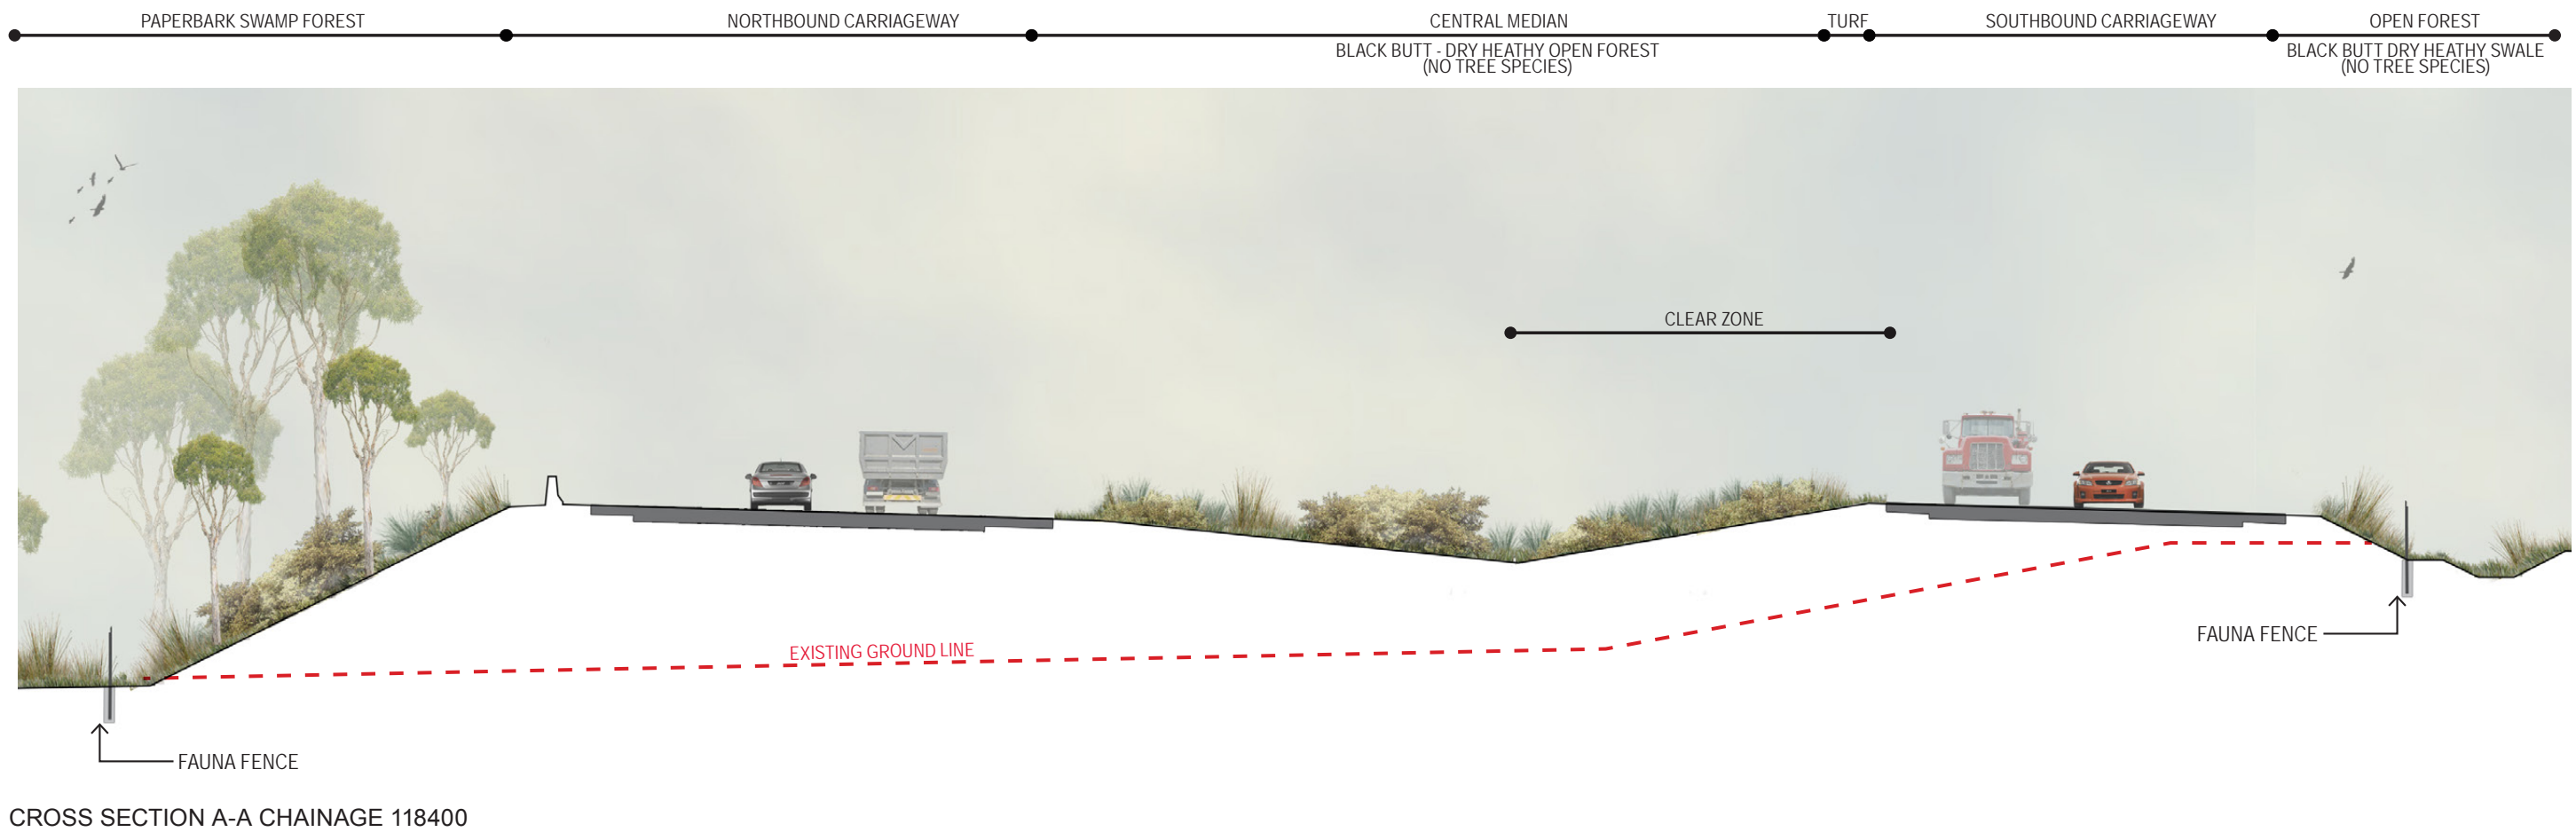 PAPERBARK SWAMP FOREST
NORTHBOUND CARRIAGEWAY
CENTRAL MEDIAN
TURF
SOUTHBOUND CARRIAGEWAY
OPEN FOREST
BLACK BUTT - DRY HEATHY OPEN FOREST
(NO TREE SPECIES)
BLACK BUTT DRY HEATHY SWALE
(NO TREE SPECIES)
CLEAR ZONE
EXISTING GROUND LINE
FAUNA FENCE
FAUNA FENCE
CROSS SECTION A-A CHAINAGE 118400